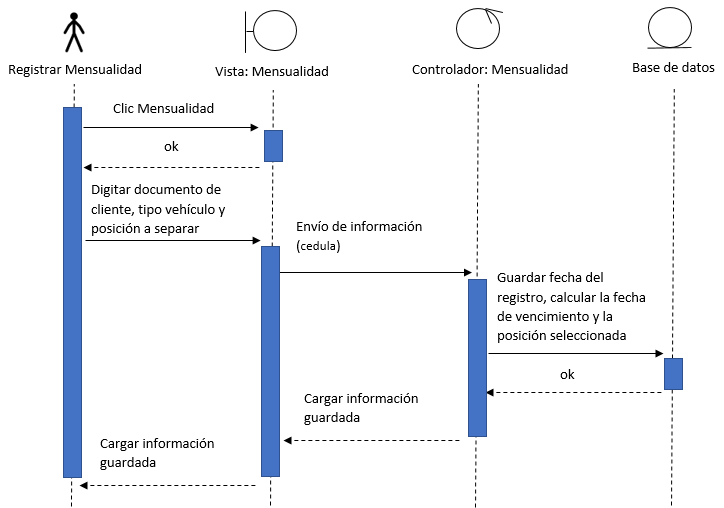 Registrar Mensualidad
Vista: Mensualidad
Controlador: Mensualidad
Base de datos
Clic Mensualidad
ok
Digitar documento de
cliente, tipo vehículo y
posición a separar
Envío de información
(cedula)
Guardar fecha del
registro, calcular la fecha
de vencimiento y la
posición seleccionada
ok
Cargar información
guardada
Cargar información
guardada